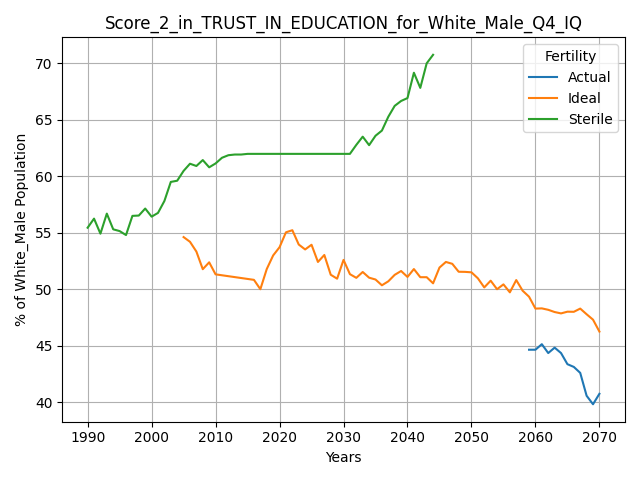 Score_2_in_TRUST_IN_EDUCATION_for_White_Male_Q4_IQ
Fertility
Actual
Ideal
Sterile
% of White_Male Population
70
65
60
55
50
45
40
1990 2000 2010 2020 2030 2040 2050 2060 2070
Years